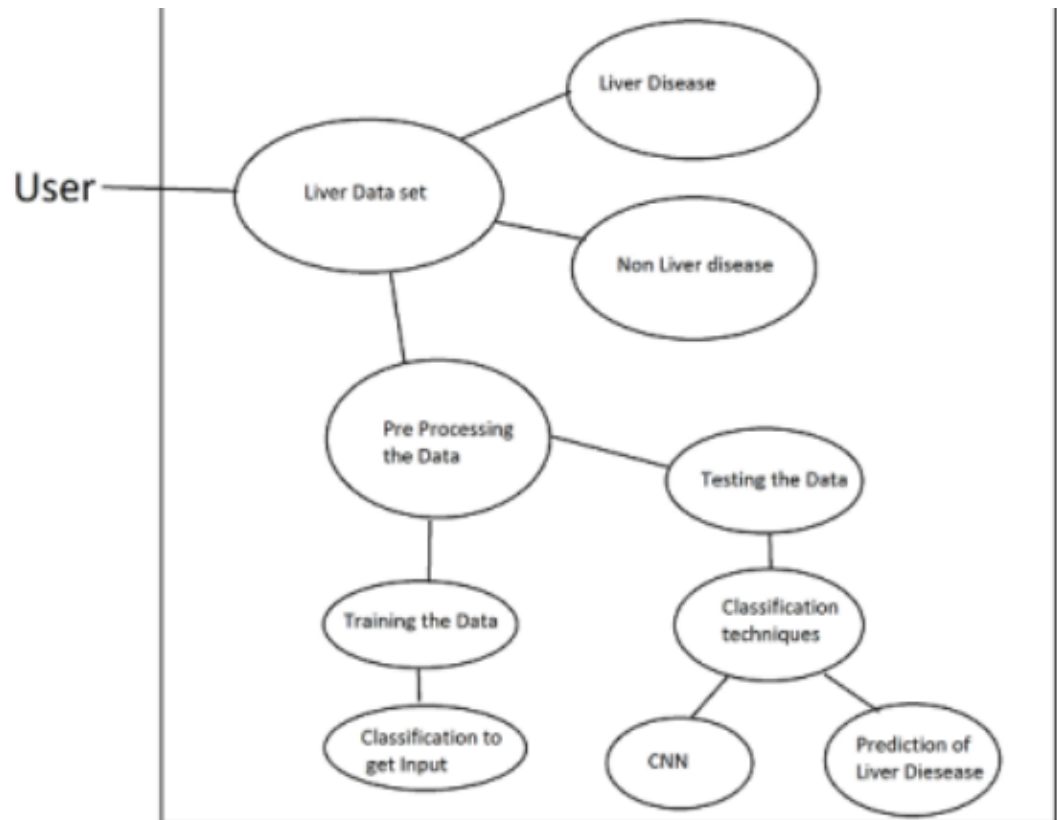 Liver Disease
User
Liver Data set
Non Liver disease
Pre Processing
the Data
Testing the Data
Training the Data
Classification
techniques
Classification to
get Input
CNN
Prediction of
Liver Diesease